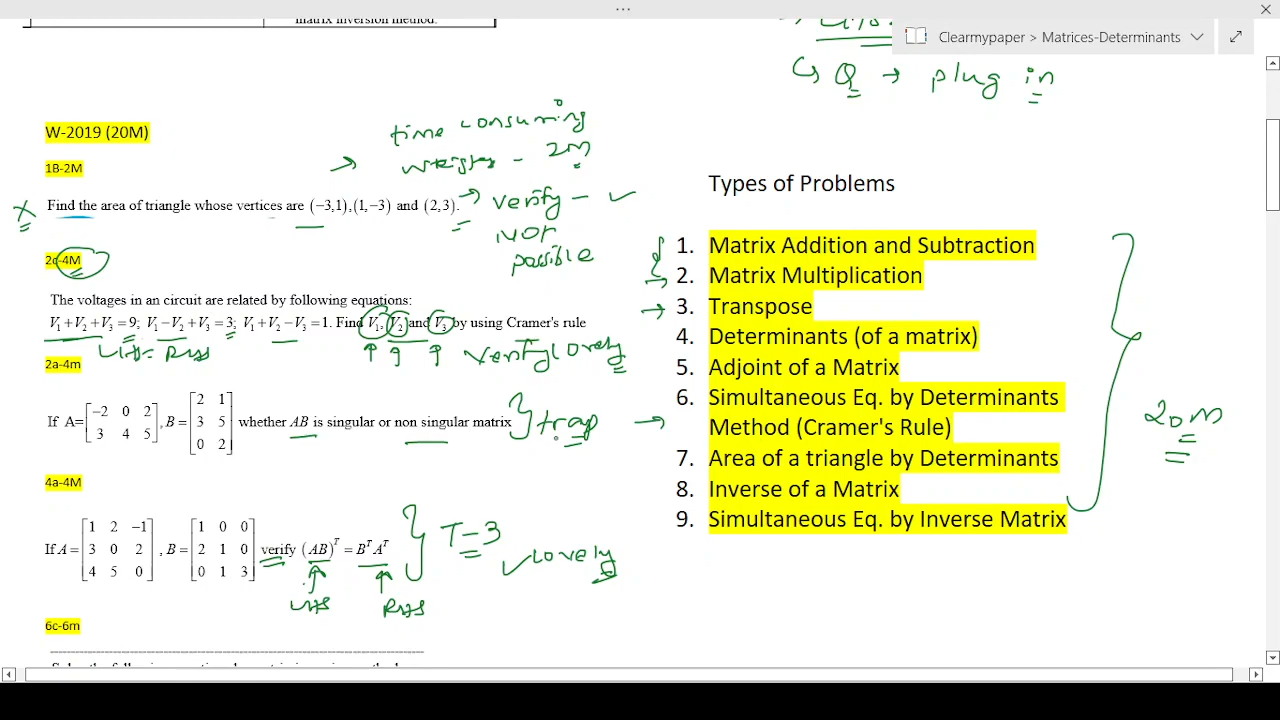 matrix inversion method.
Clearmypaper > Matrices-Determinants
Q → plug in
W-2019 (20M)
time consuming
1B-2M
→ weightage - 2M
Find the area of triangle whose vertices are (−3,1),(1,−3) and (2,3).
→ verify - ✓
NOT
possible
2c-4M
The voltages in a circuit are related by following equations:
V₁+V₂+V₃=9; V₁−V₂+V₃=3; V₁+V₂−V₃=1. Find V₁, V₂ and V₃ by using Cramer's rule
LHS = RHS
verify lovely
2a-4m
If A= [−2 0 2; 3 4 5], B = [2 1; 3 5; 0 2] whether AB is singular or non singular matrix
trap
4a-4M
If A = [1 2 −1; 3 0 2; 4 5 0], B = [1 0 0; 2 1 0; 0 1 3] verify (AB)ᵀ = BᵀAᵀ
T-3
✓ lovely
LHS RHS
6c-6m
Types of Problems
1. Matrix Addition and Subtraction
2. Matrix Multiplication
3. Transpose
4. Determinants (of a matrix)
5. Adjoint of a Matrix
6. Simultaneous Eq. by Determinants
Method (Cramer's Rule)
7. Area of a triangle by Determinants
8. Inverse of a Matrix
9. Simultaneous Eq. by Inverse Matrix
20M